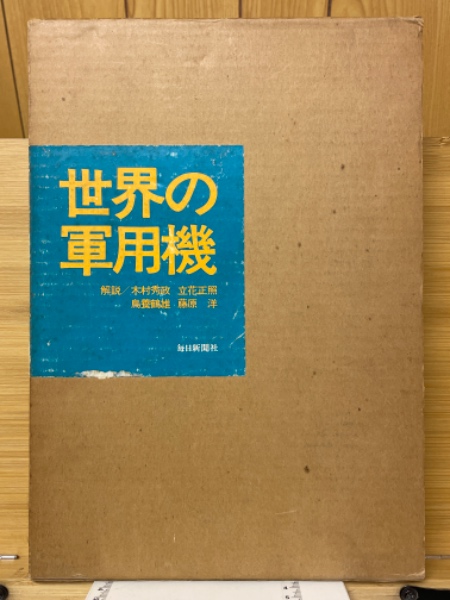 世界の
軍用機
解説／木村秀政 立花正照
鳥養鶴雄 藤原 洋
毎日新聞社